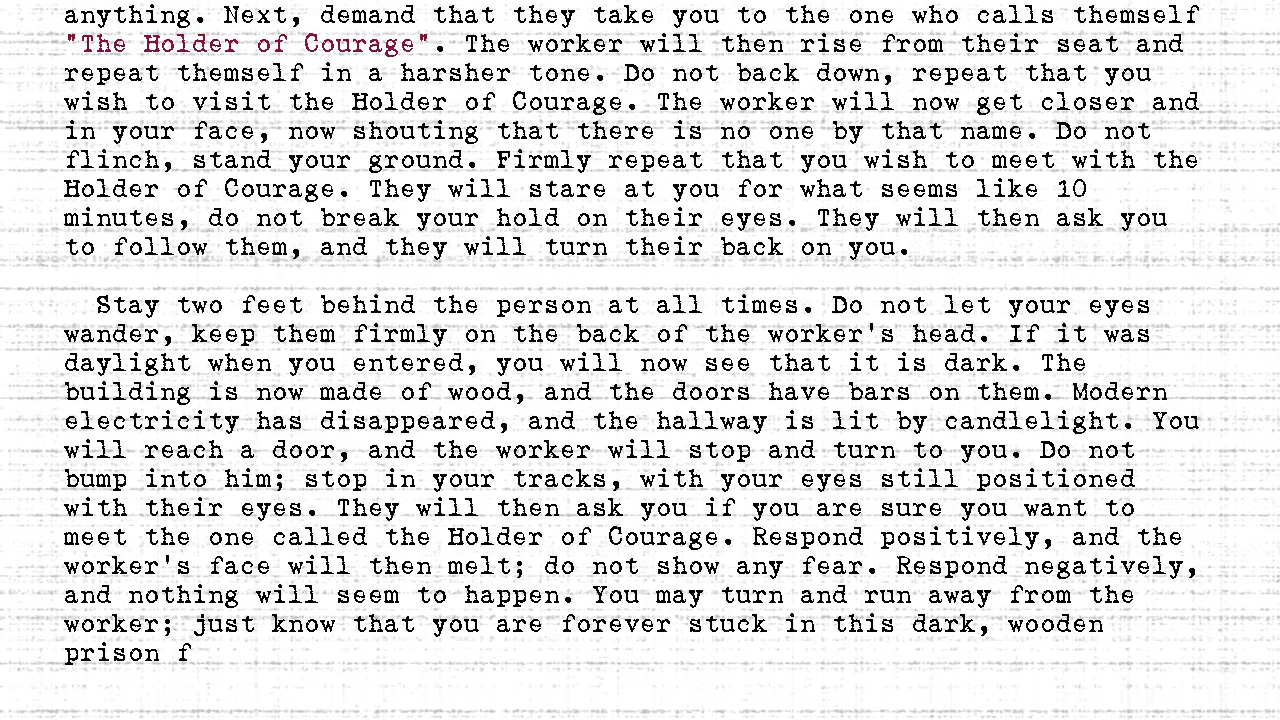 anything. Next, demand that they take you to the one who calls themself
"The Holder of Courage". The worker will then rise from their seat and
repeat themself in a harsher tone. Do not back down, repeat that you
wish to visit the Holder of Courage. The worker will now get closer and
in your face, now shouting that there is no one by that name. Do not
flinch, stand your ground. Firmly repeat that you wish to meet with the
Holder of Courage. They will stare at you for what seems like 10
minutes, do not break your hold on their eyes. They will then ask you
to follow them, and they will turn their back on you.
Stay two feet behind the person at all times. Do not let your eyes
wander, keep them firmly on the back of the worker's head. If it was
daylight when you entered, you will now see that it is dark. The
building is now made of wood, and the doors have bars on them. Modern
electricity has disappeared, and the hallway is lit by candlelight. You
will reach a door, and the worker will stop and turn to you. Do not
bump into him; stop in your tracks, with your eyes still positioned
with their eyes. They will then ask you if you are sure you want to
meet the one called the Holder of Courage. Respond positively, and the
worker's face will then melt; do not show any fear. Respond negatively,
and nothing will seem to happen. You may turn and run away from the
worker; just know that you are forever stuck in this dark, wooden
prison f